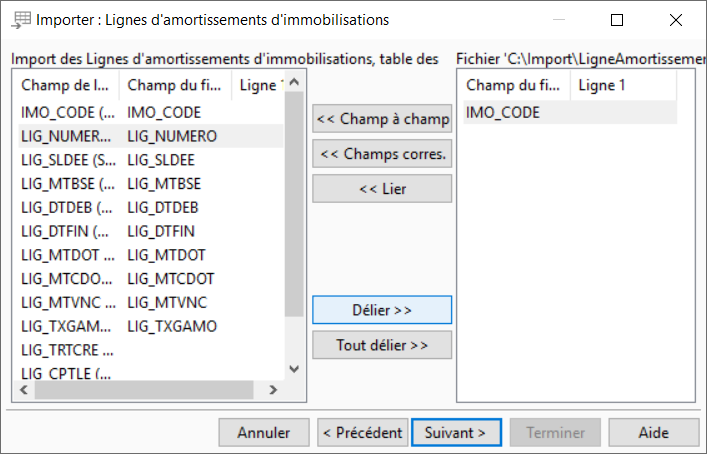 Importer : Lignes d'amortissements d'immobilisations
Import des Lignes d'amortissements d'immobilisations, table des
Champ de l... Champ du fi... Ligne
IMO_CODE (... IMO_CODE
LIG_NUMER... LIG_NUMERO
LIG_SLDEE (S... LIG_SLDEE
LIG_MTBSE (... LIG_MTBSE
LIG_DTDEB (... LIG_DTDEB
LIG_DTFIN (... LIG_DTFIN
LIG_MTDOT ... LIG_MTDOT
LIG_MTCDO... LIG_MTCDOT
LIG_MTVNC ... LIG_MTVNC
LIG_TXGAM... LIG_TXGAMO
LIG_TRTCRE ...
LIG_CPTLE (...
<< Champ à champ
<< Champs corres.
<< Lier
Délier >>
Tout délier >>
Fichier 'C:\Import\LigneAmortissemer
Champ du fi... Ligne 1
IMO_CODE
Annuler
< Précédent
Suivant >
Terminer
Aide